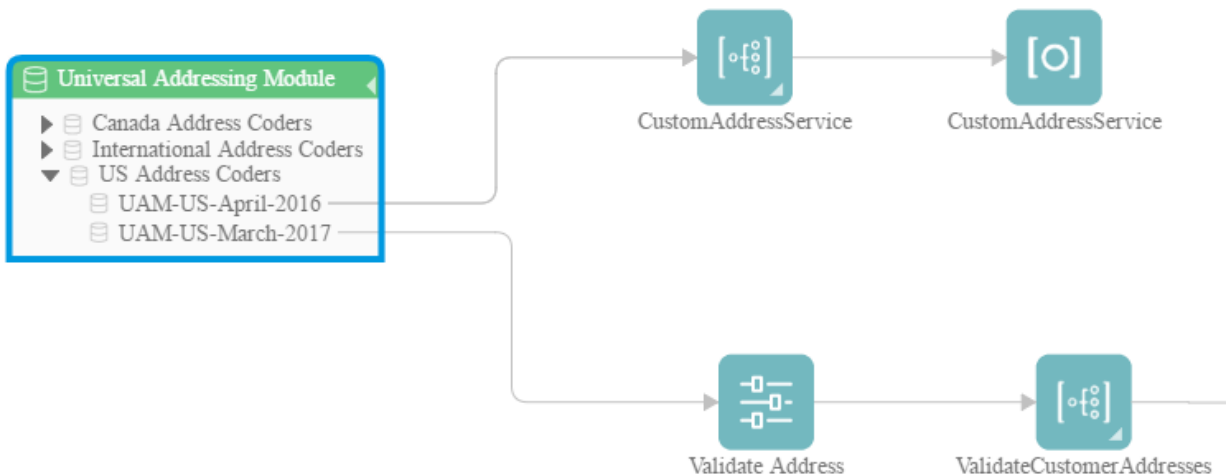 Universal Addressing Module
Canada Address Coders
International Address Coders
US Address Coders
UAM-US-April-2016
UAM-US-March-2017
CustomAddressService
CustomAddressService
Validate Address
ValidateCustomerAddresses